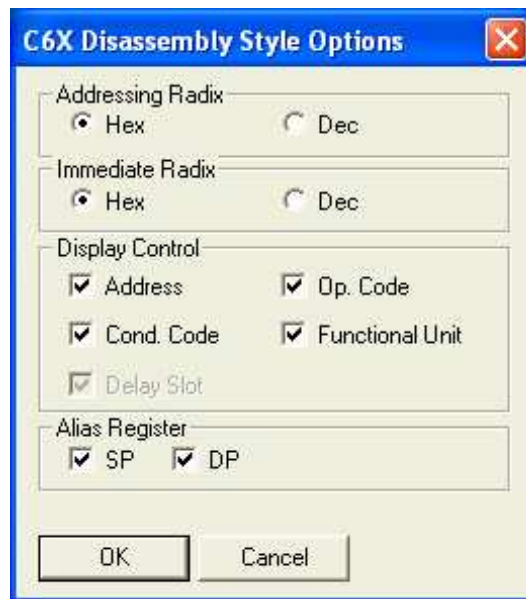 C6X Disassembly Style Options
Addressing Radix
Hex Dec
Immediate Radix
Hex Dec
Display Control
Address Op. Code
Cond. Code Functional Unit
Delay Slot
Alias Register
SP DP
OK Cancel